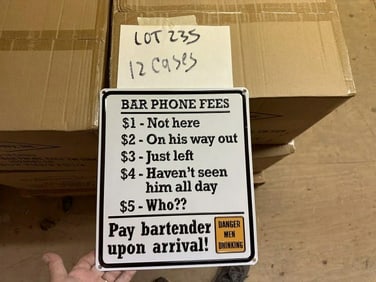 LOT 235
12 Cases
BAR PHONE FEES
$1 - Not here
$2 - On his way out
$3 - Just left
$4 - Haven't seen
him all day
$5 - Who??
Pay bartender
upon arrival!
DANGER
MEN
DRINKING